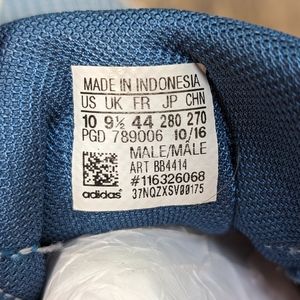 MADE IN INDONESIA
US UK FR JP CHN
10 9½ 44 280 270
PGD 789006 10/16
MALE/MÂLE
ART BB4414
#116326068
adidas 37NQZXSV00175